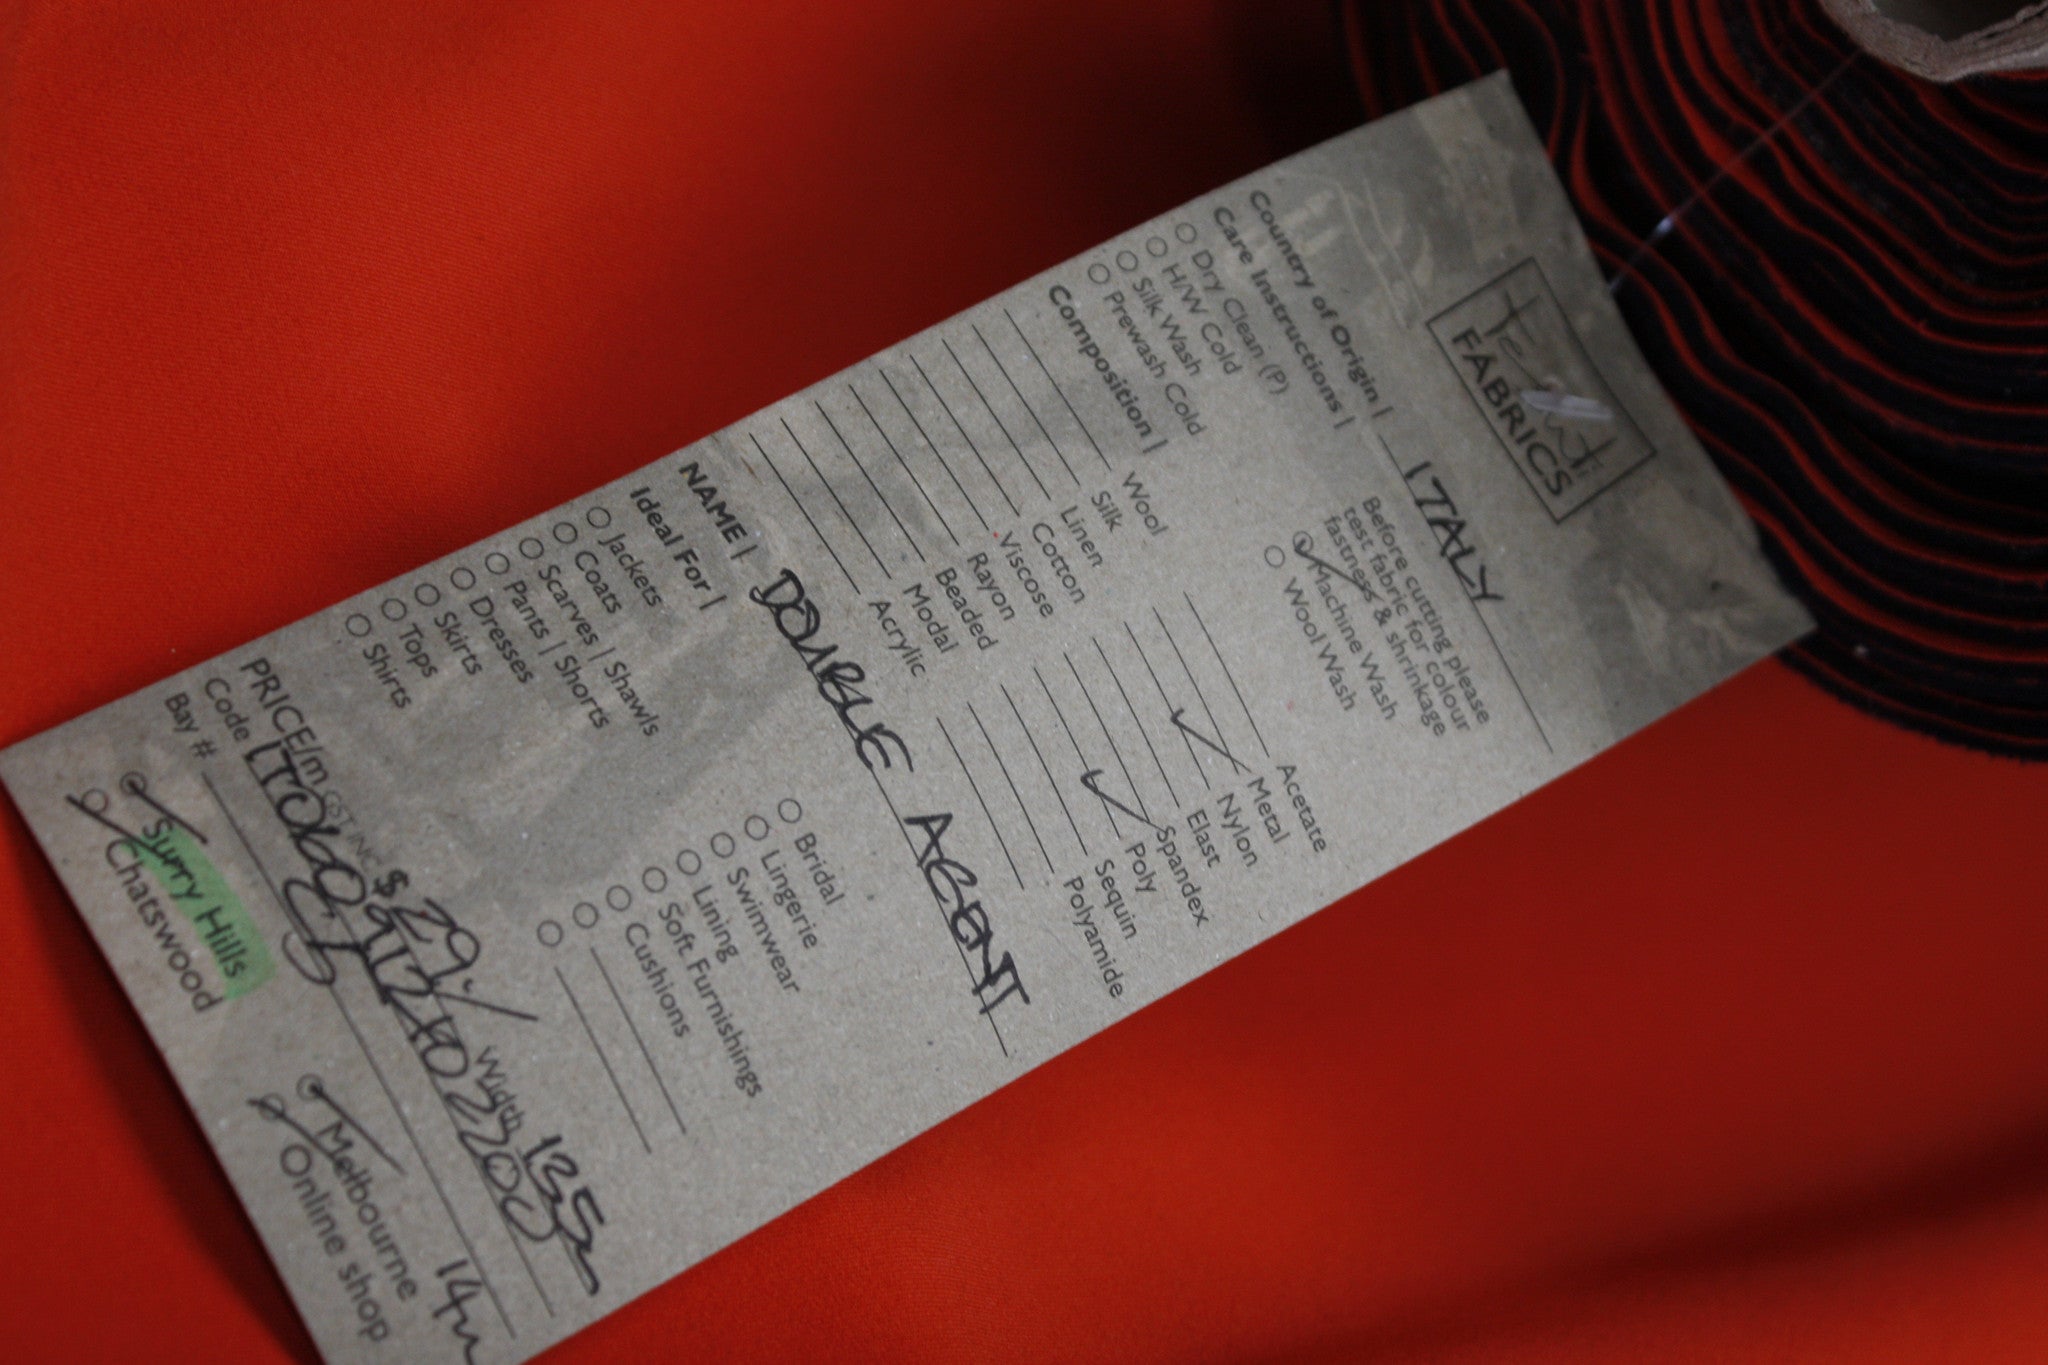 tessuti
FABRICS
Country of Origin | ITALY
Care Instructions |
Dry Clean (P)
H/W Cold
Silk Wash
Prewash Cold
Before cutting please
test fabric for colour
fastness & shrinkage
Machine Wash
Wool Wash
Composition |
Wool
Silk
Linen
Cotton
Viscose
Rayon
Beaded
Modal
Acrylic
Acetate
Metal
Nylon
Elast
Spandex
Poly
Sequin
Polyamide
NAME | DOUBLE AGENT
Ideal For |
Jackets
Coats
Scarves | Shawls
Pants | Shorts
Dresses
Skirts
Tops
Shirts
Bridal
Lingerie
Swimwear
Lining
Soft Furnishings
Cushions
PRICE/m GST INC $29 Width 135
Code
Bay # 14m
Surry Hills
Chatswood
Melbourne
Online shop